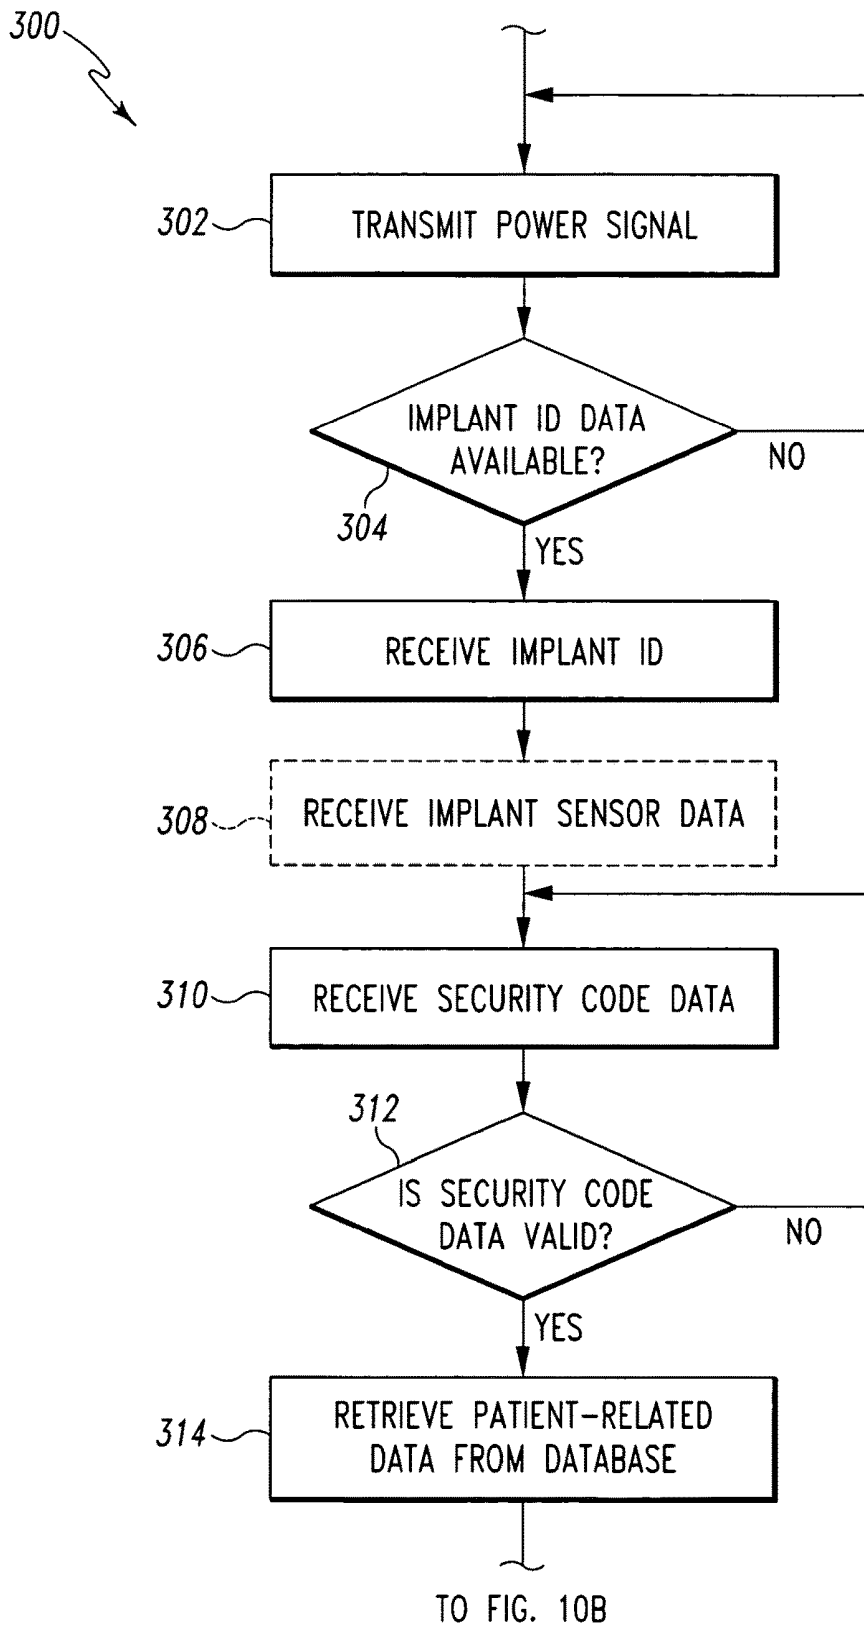 300
302
TRANSMIT POWER SIGNAL
IMPLANT ID DATA
AVAILABLE?
NO
304
YES
306
RECEIVE IMPLANT ID
308
RECEIVE IMPLANT SENSOR DATA
310
RECEIVE SECURITY CODE DATA
312
IS SECURITY CODE
DATA VALID?
NO
YES
314
RETRIEVE PATIENT-RELATED
DATA FROM DATABASE
TO FIG. 10B